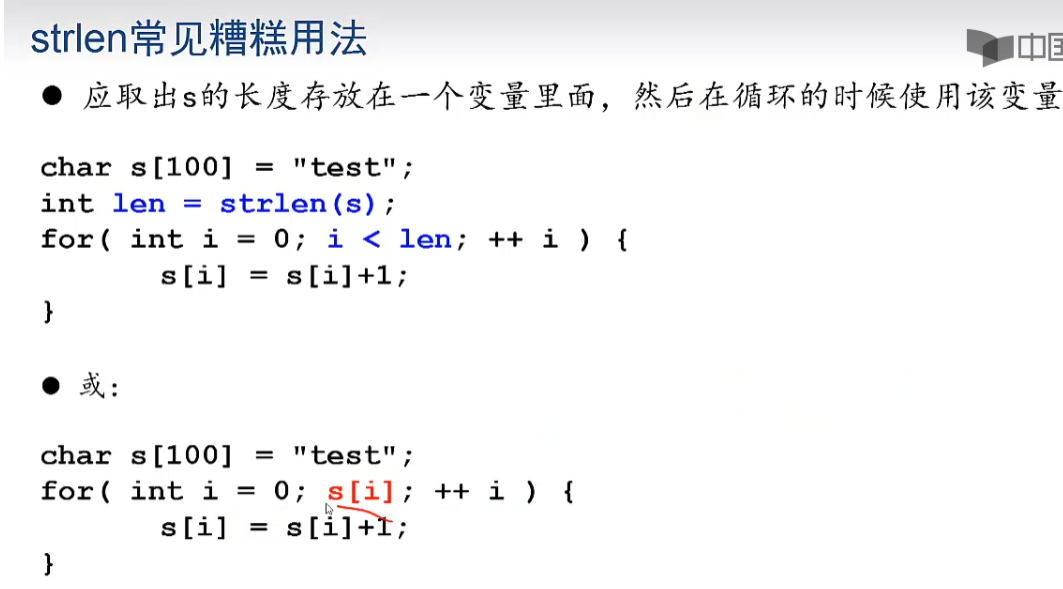 strlen常见糟糕用法
中国
● 应取出s的长度存放在一个变量里面，然后在循环的时候使用该变量
char s[100] = "test";
int len = strlen(s);
for( int i = 0; i < len; ++ i ) {
s[i] = s[i]+1;
}
● 或:
char s[100] = "test";
for( int i = 0; s[i]; ++ i ) {
s[i] = s[i]+1;
}